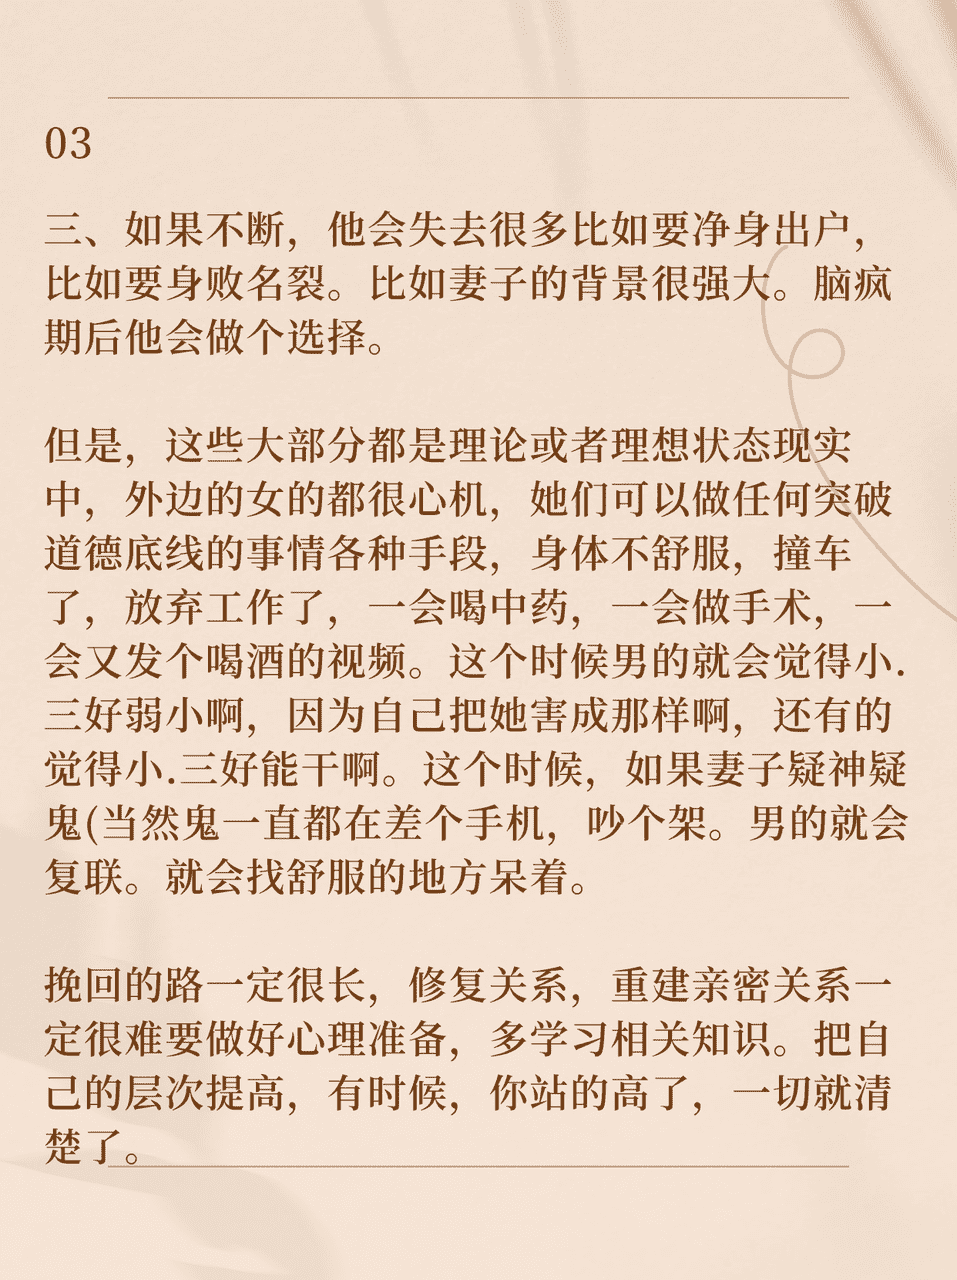 03
三、如果不断，他会失去很多比如要净身出户，
比如要身败名裂。比如妻子的背景很强大。脑疯
期后他会做个选择。
但是，这些大部分都是理论或者理想状态现实
中，外边的女的都很心机，她们可以做任何突破
道德底线的事情各种手段，身体不舒服，撞车
了，放弃工作了，一会喝中药，一会做手术，一
会又发个喝酒的视频。这个时候男的就会觉得小.
三好弱小啊，因为自己把她害成那样啊，还有的
觉得小.三好能干啊。这个时候，如果妻子疑神疑
鬼(当然鬼一直都在差个手机，吵个架。男的就会
复联。就会找舒服的地方呆着。
挽回的路一定很长，修复关系，重建亲密关系一
定很难要做好心理准备，多学习相关知识。把自
己的层次提高，有时候，你站的高了，一切就清
楚了。